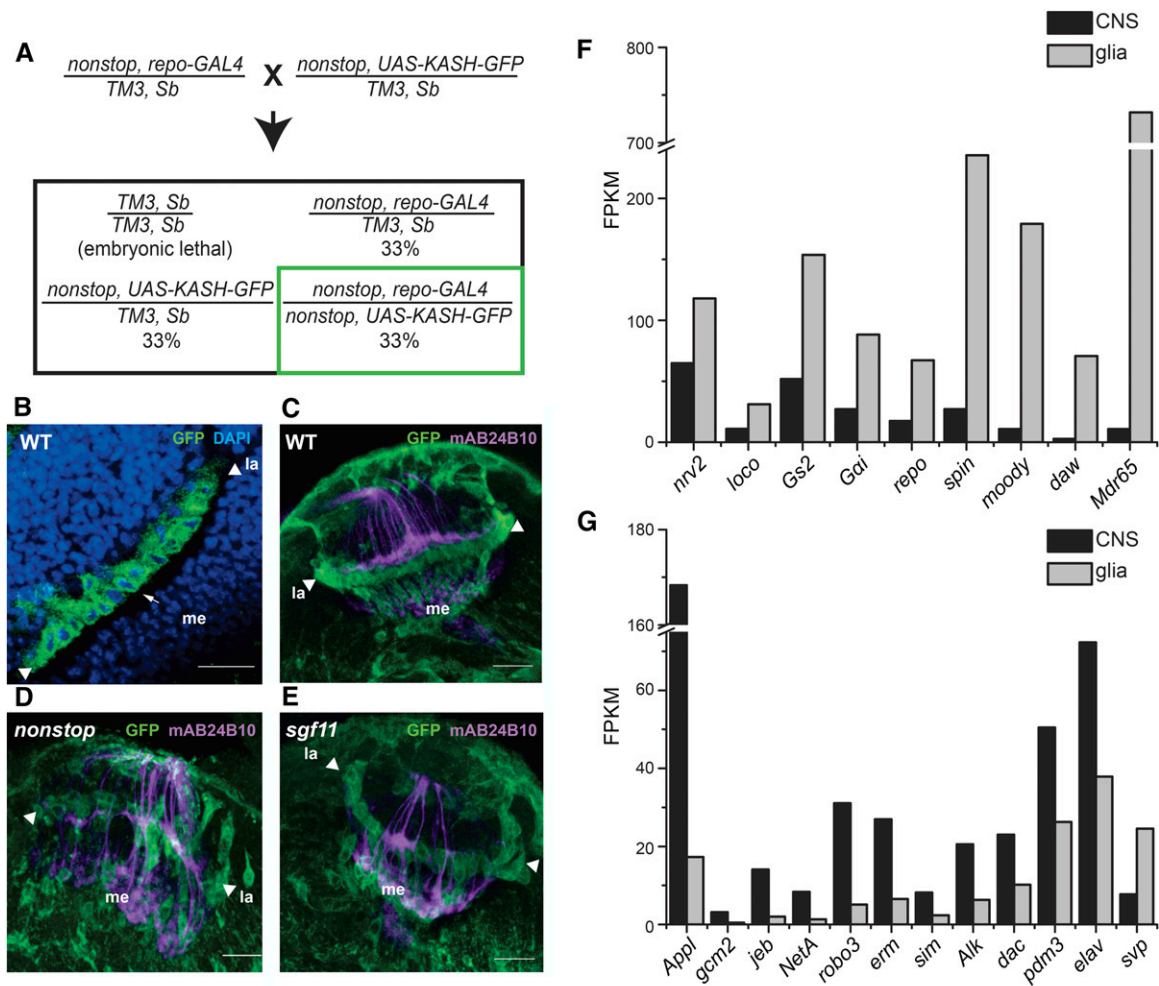 A
nonstop, repo-GAL4
TM3, Sb
X
nonstop, UAS-KASH-GFP
TM3, Sb
TM3, Sb
TM3, Sb
(embryonic lethal)
nonstop, repo-GAL4
TM3, Sb
33%
nonstop, UAS-KASH-GFP
TM3, Sb
33%
nonstop, repo-GAL4
nonstop, UAS-KASH-GFP
33%
B
WT
GFP DAPI
la
me
C
WT
GFP mAB24B10
la
me
D
nonstop
GFP mAB24B10
me
la
E
sgf11
GFP mAB24B10
la
me
F
CNS
glia
FPKM
800
700
200
100
0
nrv2
loco
Gs2
Gαi
repo
spin
moody
daw
Mdr65
G
CNS
glia
FPKM
180
160
60
40
20
0
Appl
gcm2
jeb
NetA
robo3
erm
sim
Alk
dac
pdm3
elav
svp